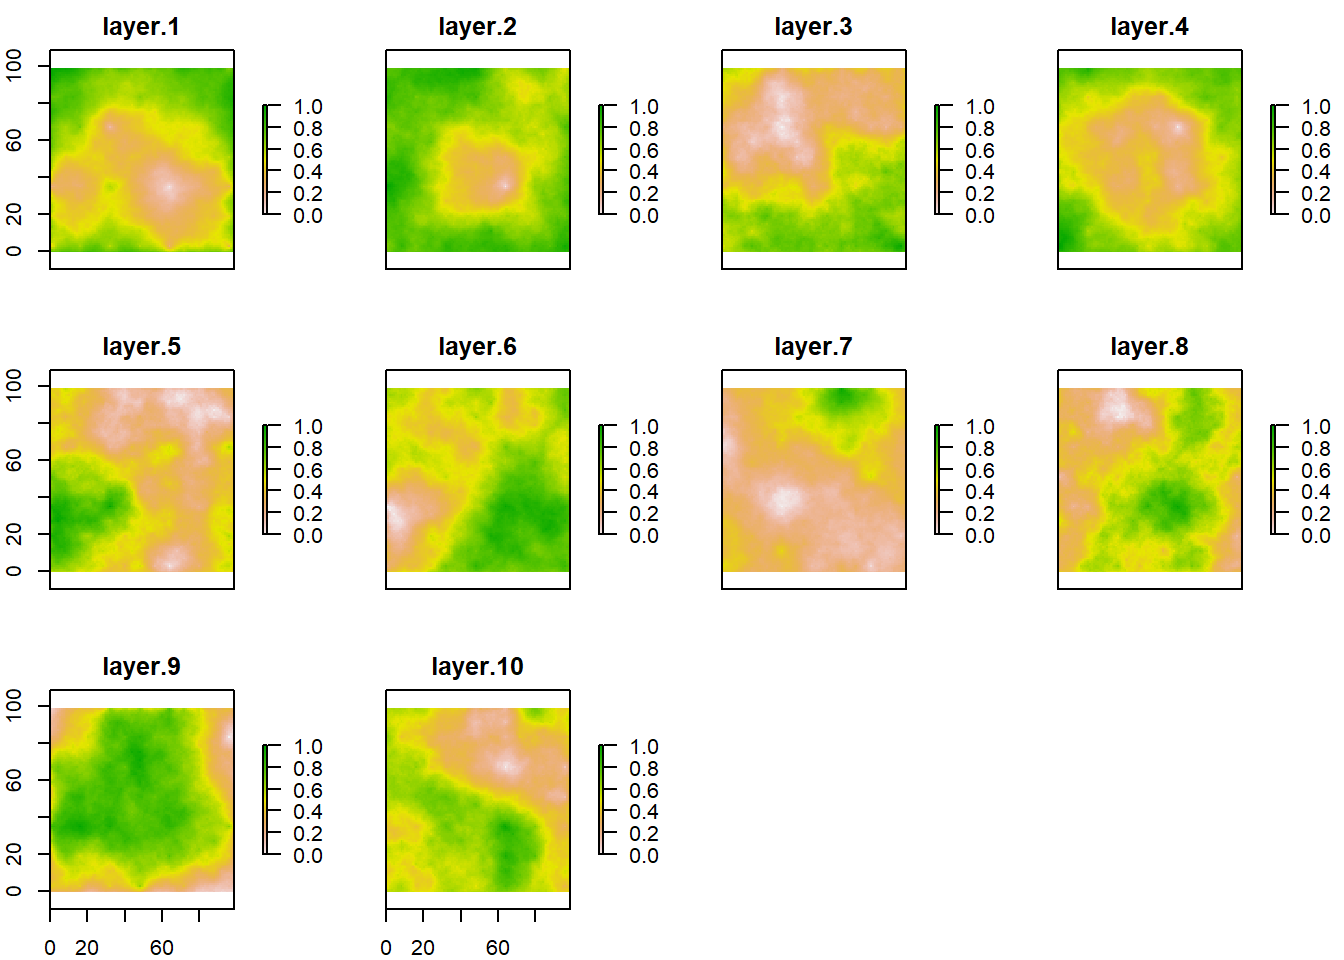 layer.1 layer.2 layer.3 layer.4
100
60
20
0
1.0 1.0 1.0 1.0
0.8 0.8 0.8 0.8
0.6 0.6 0.6 0.6
0.4 0.4 0.4 0.4
0.2 0.2 0.2 0.2
0.0 0.0 0.0 0.0
layer.5 layer.6 layer.7 layer.8
100
60
20
0
1.0 1.0 1.0 1.0
0.8 0.8 0.8 0.8
0.6 0.6 0.6 0.6
0.4 0.4 0.4 0.4
0.2 0.2 0.2 0.2
0.0 0.0 0.0 0.0
layer.9 layer.10
100
60
20
0
1.0 1.0
0.8 0.8
0.6 0.6
0.4 0.4
0.2 0.2
0.0 0.0
0 20 60 0 20 60